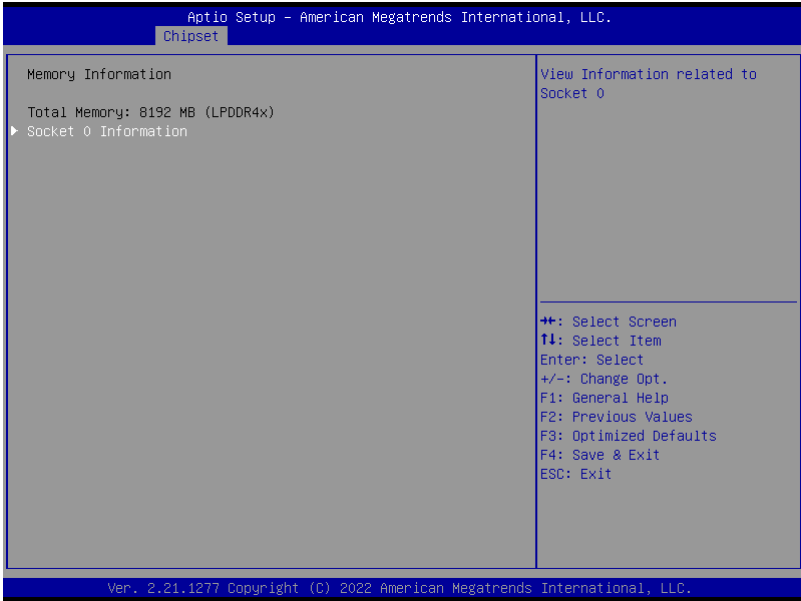 Aptio Setup – American Megatrends International, LLC.
Chipset
Memory Information
Total Memory: 8192 MB (LPDDR4x)
Socket 0 Information
View Information related to
Socket 0
→←: Select Screen
↑↓: Select Item
Enter: Select
+/-: Change Opt.
F1: General Help
F2: Previous Values
F3: Optimized Defaults
F4: Save & Exit
ESC: Exit
Ver. 2.21.1277 Copyright (C) 2022 American Megatrends International, LLC.